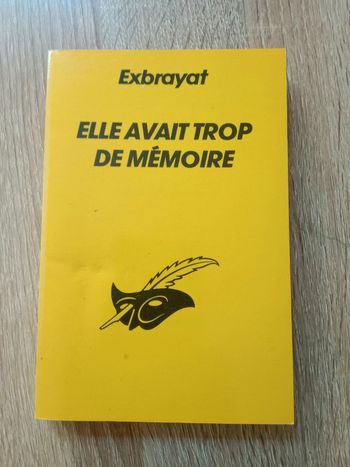 Exbrayat
ELLE AVAIT TROP
DE MÉMOIRE